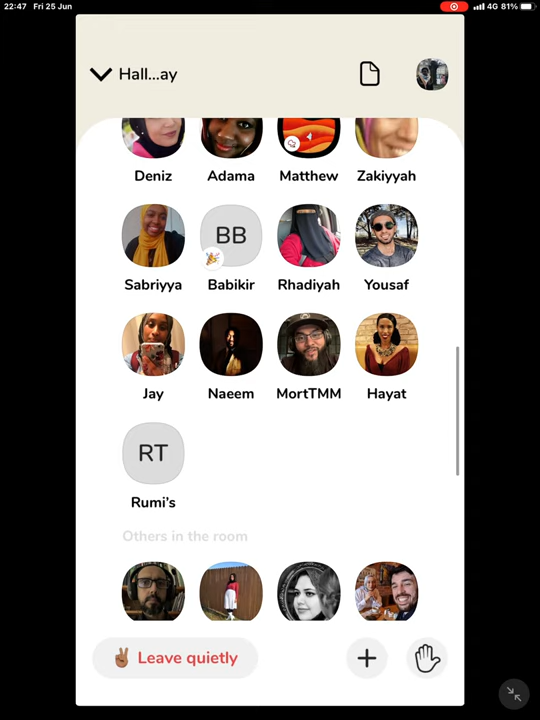 22:47 Fri 25 Jun 4G 81%
Hall...ay
Deniz Adama Matthew Zakiyyah
BB
Sabriyya Babikir Rhadiyah Yousaf
Jay Naeem MortTMM Hayat
RT
Rumi's
Others in the room
Leave quietly